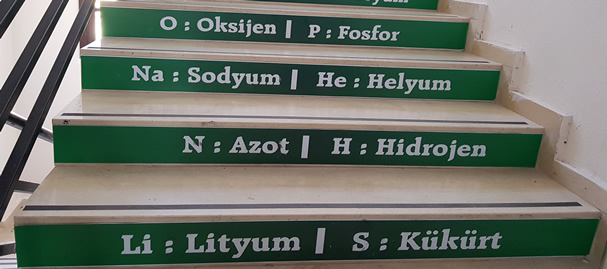 O : Oksijen | P : Fosfor
Na : Sodyum | He : Helyum
N : Azot | H : Hidrojen
Li : Lityum | S : Kükürt